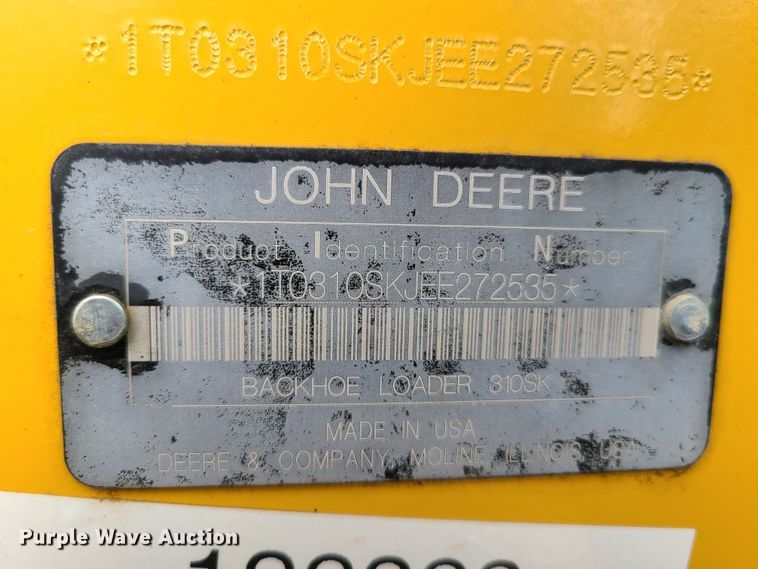 *1T0310SKJEE272535*
JOHN DEERE
Product Identification Number
*1T0310SKJEE272535*
BACKHOE LOADER 310SK
MADE IN USA
DEERE & COMPANY, MOLINE, ILLINOIS, USA
Purple Wave Auction